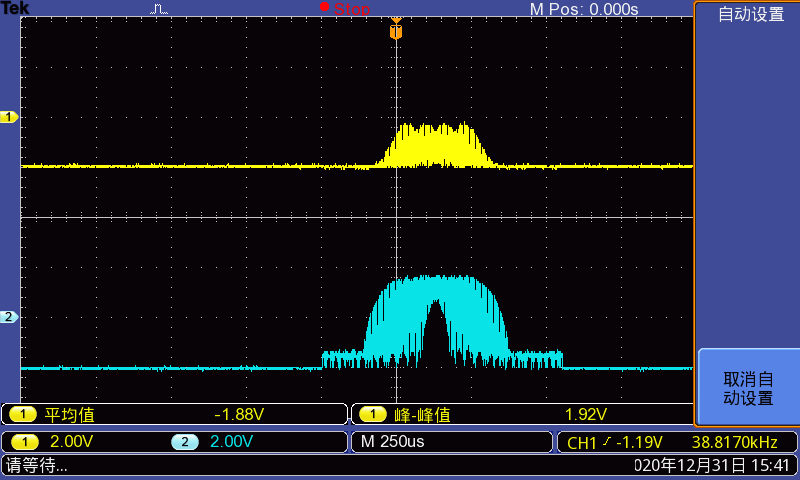 Tek Stop M Pos: 0.000s
自动设置
T
1
2
取消自
动设置
1 平均值 -1.88V 1 峰-峰值 1.92V
1 2.00V 2 2.00V M 250us CH1 -1.19V 38.8170kHz
请等待... 020年12月31日 15:41